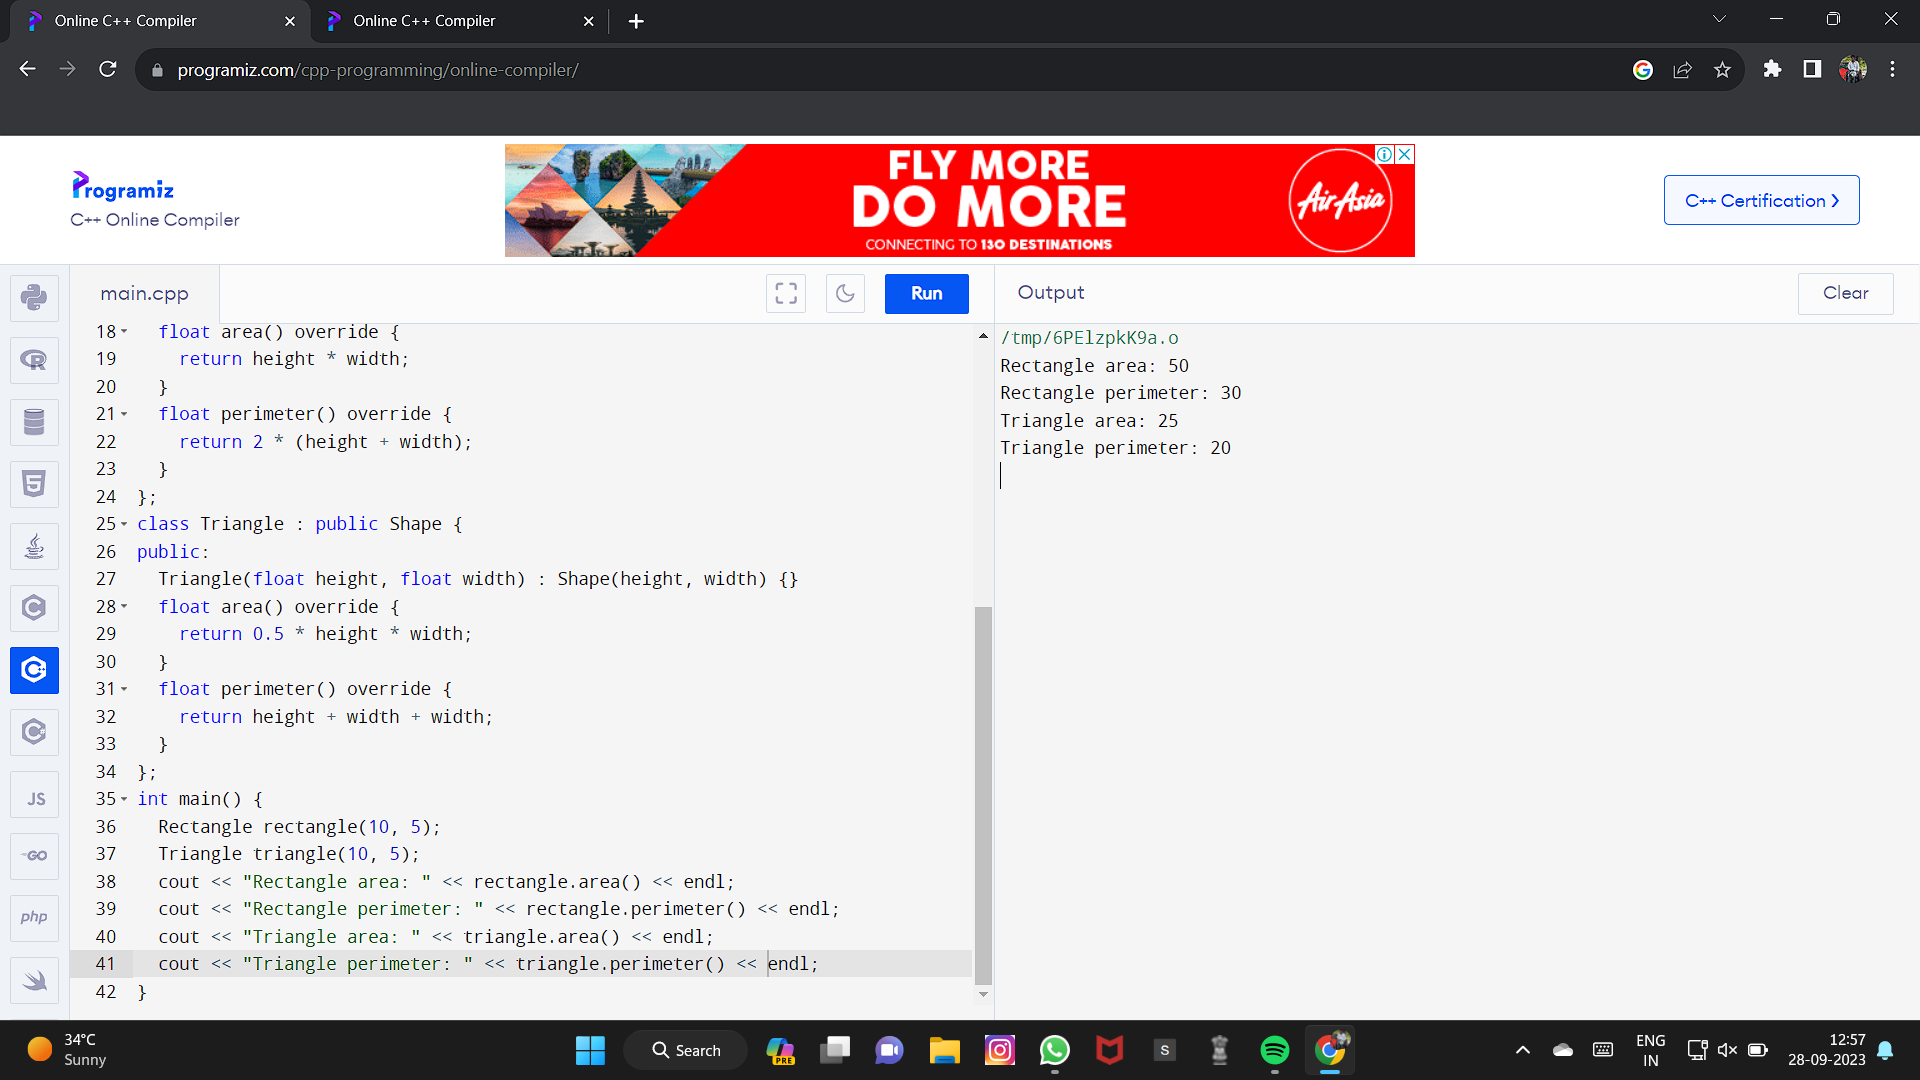 Online C++ Compiler
Online C++ Compiler
programiz.com/cpp-programming/online-compiler/
Programiz
C++ Online Compiler
FLY MORE
DO MORE
CONNECTING TO 130 DESTINATIONS
AirAsia
C++ Certification
main.cpp
Run
18 float area() override {
19 return height * width;
20 }
21 float perimeter() override {
22 return 2 * (height + width);
23 }
24 };
25 class Triangle : public Shape {
26 public:
27 Triangle(float height, float width) : Shape(height, width) {}
28 float area() override {
29 return 0.5 * height * width;
30 }
31 float perimeter() override {
32 return height + width + width;
33 }
34 };
35 int main() {
36 Rectangle rectangle(10, 5);
37 Triangle triangle(10, 5);
38 cout << "Rectangle area: " << rectangle.area() << endl;
39 cout << "Rectangle perimeter: " << rectangle.perimeter() << endl;
40 cout << "Triangle area: " << triangle.area() << endl;
41 cout << "Triangle perimeter: " << triangle.perimeter() << endl;
42 }
Output
Clear
/tmp/6PElzpkK9a.o
Rectangle area: 50
Rectangle perimeter: 30
Triangle area: 25
Triangle perimeter: 20
JS
GO
php
34°C
Sunny
Search
PRE
S
ENG
IN
12:57
28-09-2023